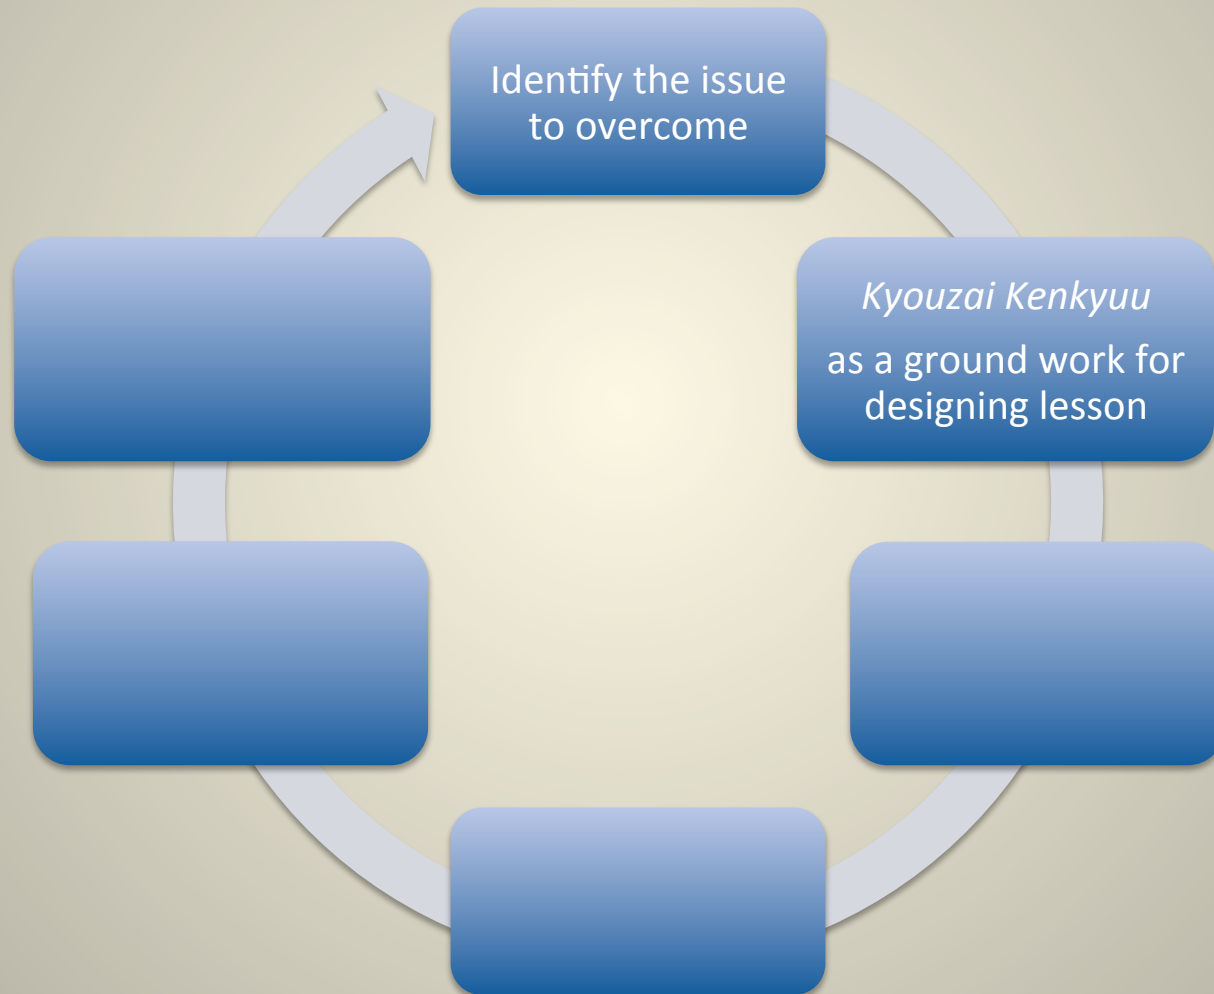 Identify the issue
to overcome
Kyouzai Kenkyuu
as a ground work for
designing lesson